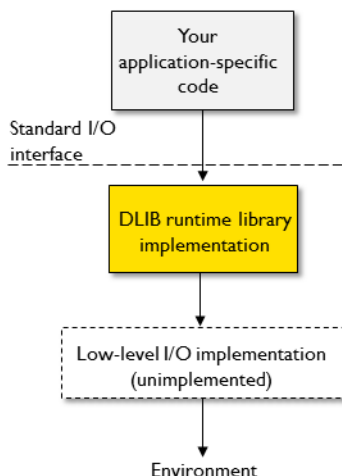 Your
application-specific
code
Standard I/O
interface
DLIB runtime library
implementation
Low-level I/O implementation
(unimplemented)
Environment